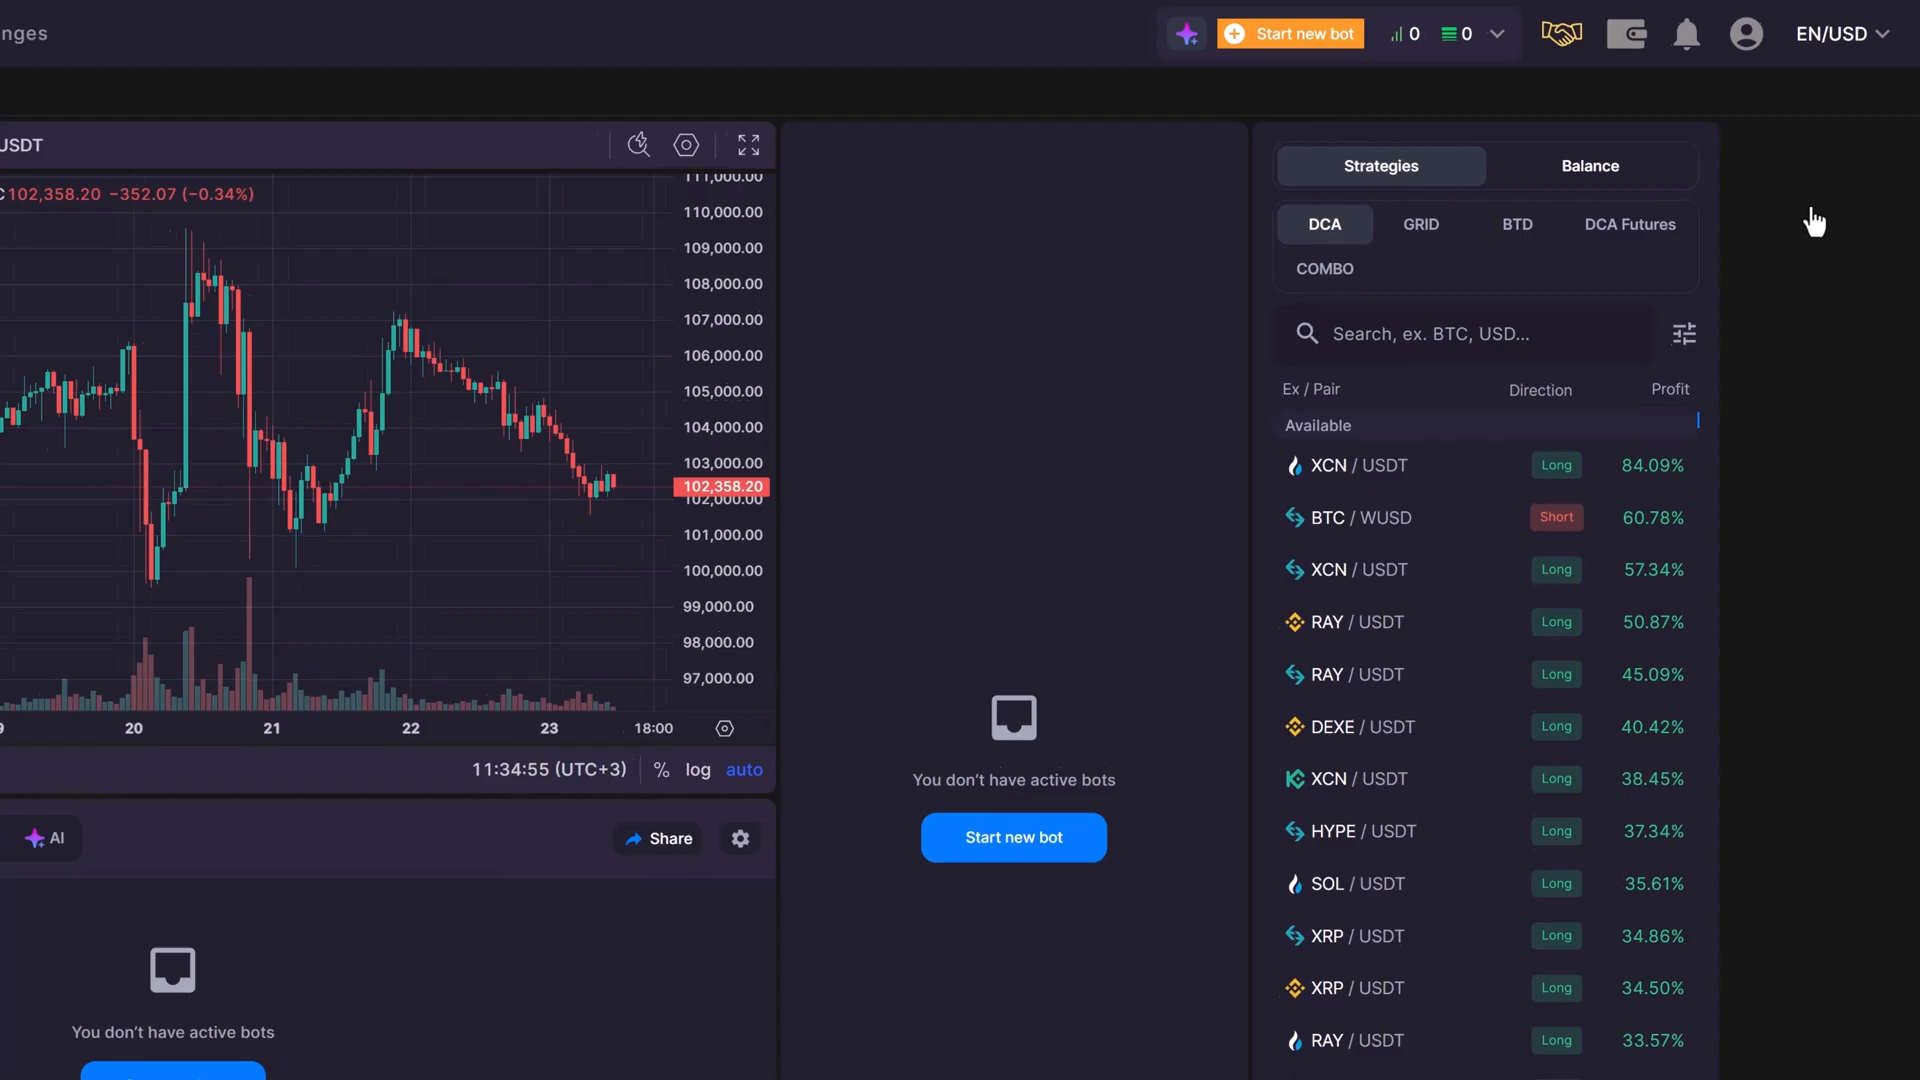 nges
Start new bot
0
0
EN/USD
USDT
C 102,358.20 −352.07 (−0.34%)
111,000.00
110,000.00
109,000.00
108,000.00
107,000.00
106,000.00
105,000.00
104,000.00
103,000.00
102,358.20
102,000.00
101,000.00
100,000.00
99,000.00
98,000.00
97,000.00
9 20 21 22 23 18:00
11:34:55 (UTC+3) % log auto
AI
Share
You don't have active bots
You don't have active bots
Start new bot
Strategies Balance
DCA GRID BTD DCA Futures
COMBO
Search, ex. BTC, USD...
Ex / Pair Direction Profit
Available
XCN / USDT Long 84.09%
BTC / WUSD Short 60.78%
XCN / USDT Long 57.34%
RAY / USDT Long 50.87%
RAY / USDT Long 45.09%
DEXE / USDT Long 40.42%
XCN / USDT Long 38.45%
HYPE / USDT Long 37.34%
SOL / USDT Long 35.61%
XRP / USDT Long 34.86%
XRP / USDT Long 34.50%
RAY / USDT Long 33.57%